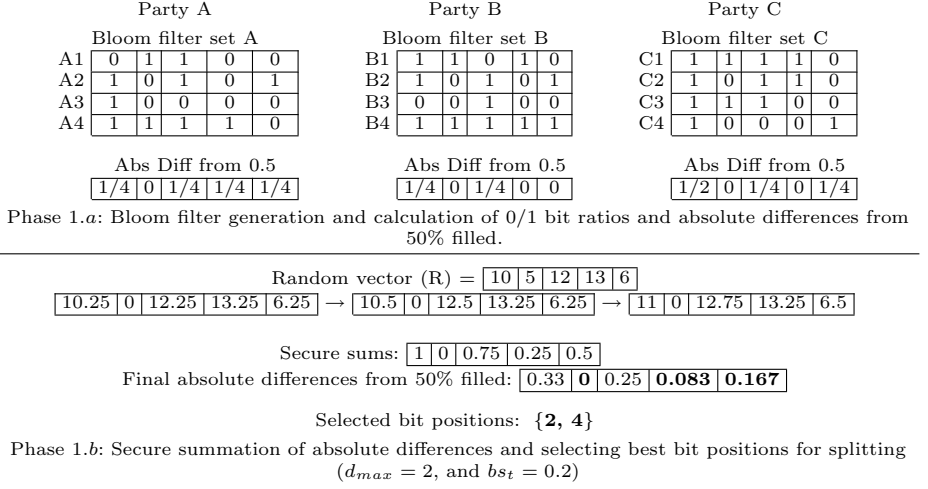 Party A Party B Party C
Bloom filter set A Bloom filter set B Bloom filter set C
A1 0 1 1 0 0 B1 1 1 0 1 0 C1 1 1 1 1 0
A2 1 0 1 0 1 B2 1 0 1 0 1 C2 1 0 1 1 0
A3 1 0 0 0 0 B3 0 0 1 0 0 C3 1 1 1 0 0
A4 1 1 1 1 0 B4 1 1 1 1 1 C4 1 0 0 0 1
Abs Diff from 0.5 Abs Diff from 0.5 Abs Diff from 0.5
1/4 0 1/4 1/4 1/4 1/4 0 1/4 0 0 1/2 0 1/4 0 1/4
Phase 1.a: Bloom filter generation and calculation of 0/1 bit ratios and absolute differences from
50% filled.
Random vector (R) = 10 5 12 13 6
10.25 0 12.25 13.25 6.25 → 10.5 0 12.5 13.25 6.25 → 11 0 12.75 13.25 6.5
Secure sums: 1 0 0.75 0.25 0.5
Final absolute differences from 50% filled: 0.33 0 0.25 0.083 0.167
Selected bit positions: {2, 4}
Phase 1.b: Secure summation of absolute differences and selecting best bit positions for splitting
(d_max = 2, and bs_t = 0.2)